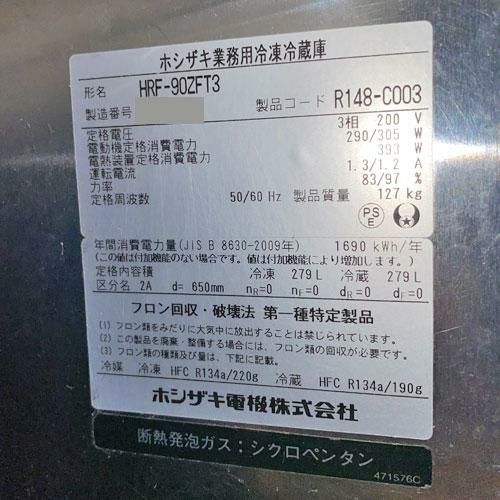 ホシザキ業務用冷凍冷蔵庫
形名 HRF-90ZFT3
製造番号 製品コード R148-C003
定格電圧 3相 200 V
電動機定格消費電力 290/305 W
電熱装置定格消費電力 393 W
運転電流 1.3/1.2 A
力率 83/97 %
定格周波数 50/60 Hz 製品質量 127 kg
PS
E
年間消費電力量(JIS B 8630-2009年) 1690 kWh/年
(この値は付加機能のない場合です。値は付加機能により増加します。)
定格内容積 冷凍 279 L 冷蔵 279 L
区分名 2A d= 650mm nR=0 nF=0 dR=0 dF=0
フロン回収・破壊法 第一種特定製品
(1) フロン類をみだりに大気中に放出することは禁じられています。
(2) この製品を廃棄・整備する場合には、フロン類の回収が必要です。
(3) フロン類の種類及び量は、下記に記載。
冷媒 冷凍 HFC R134a/220g 冷蔵 HFC R134a/190g
ホシザキ電機株式会社
断熱発泡ガス：シクロペンタン
471576C